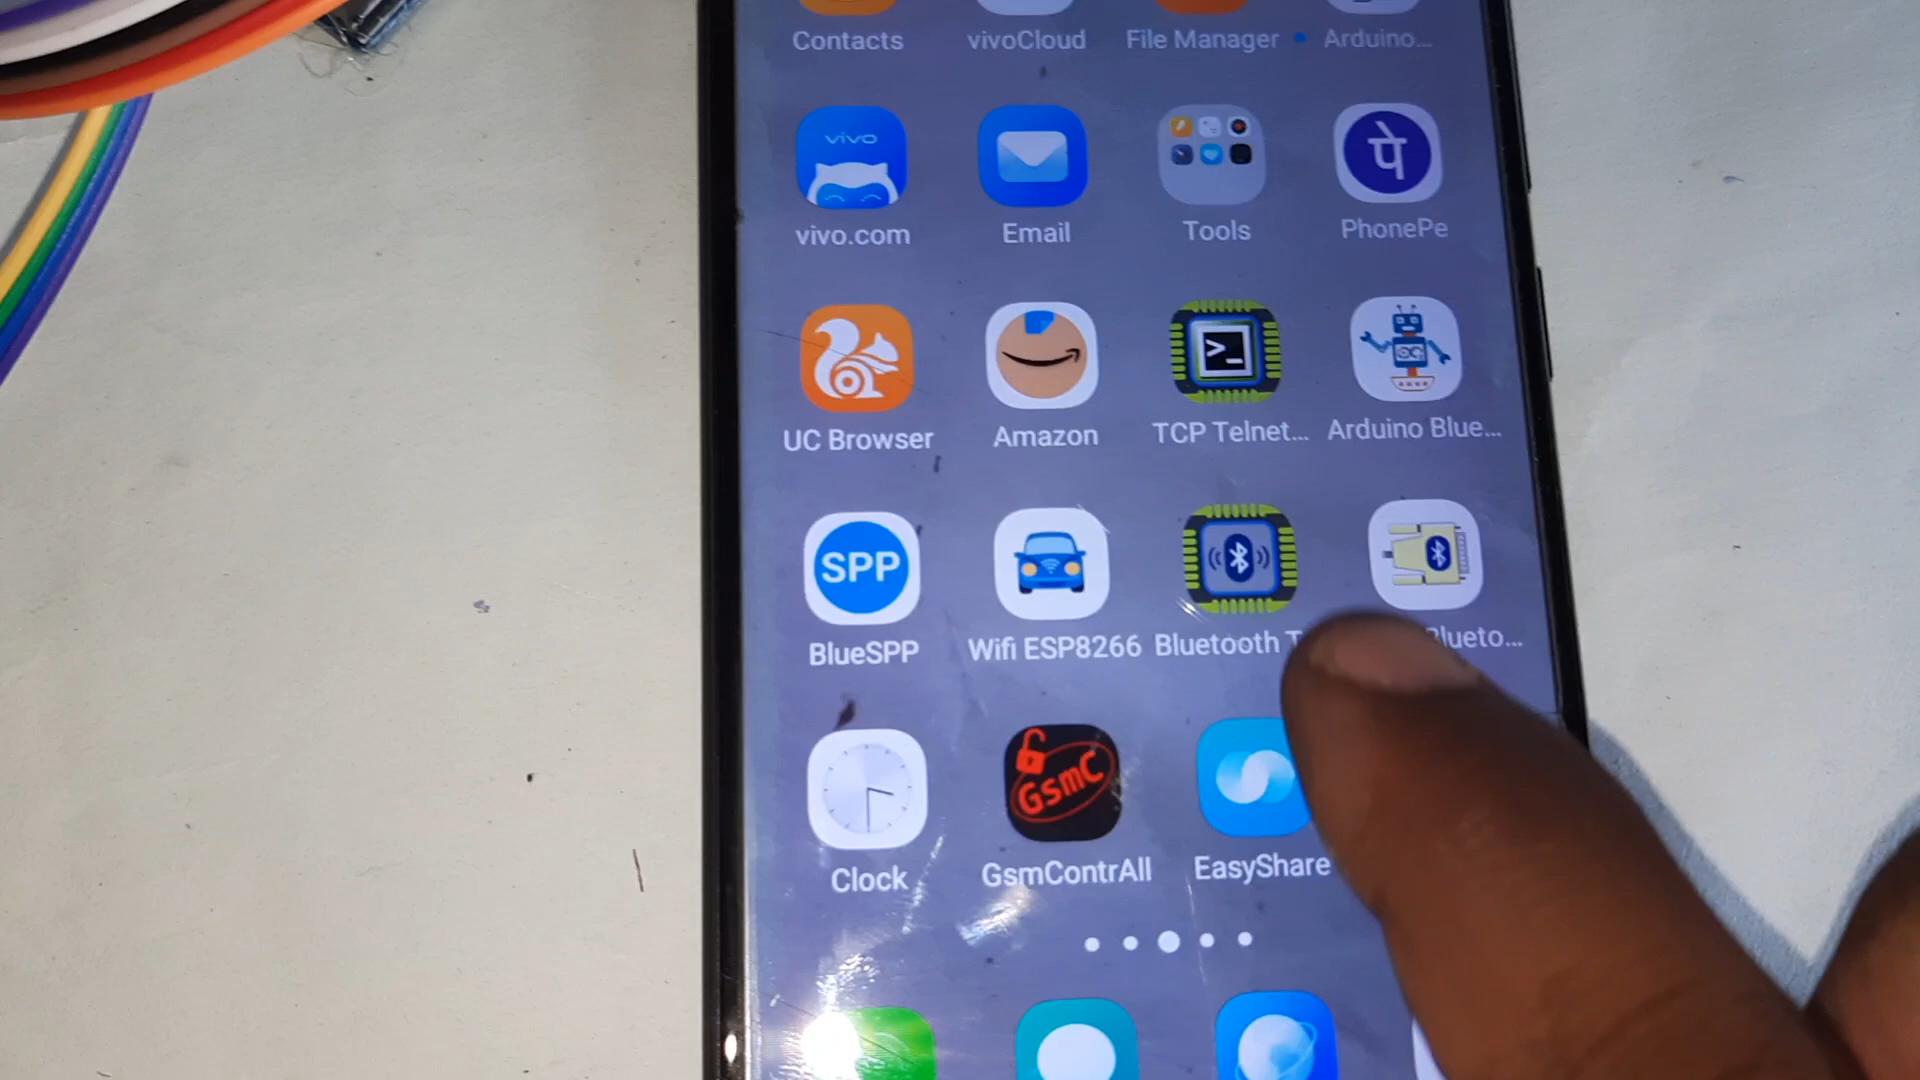 Contacts
vivoCloud
File Manager
Arduino...
vivo
पे
vivo.com
Email
Tools
PhonePe
>_
UC Browser
Amazon
TCP Telnet...
Arduino Blue...
SPP
BlueSPP
Wifi ESP8266
Bluetooth
GsmC
Clock
GsmContrAll
EasyShare